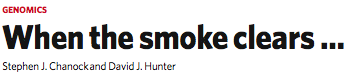 GENOMICS
When the smoke clears ...
Stephen J. Chanock and David J. Hunter